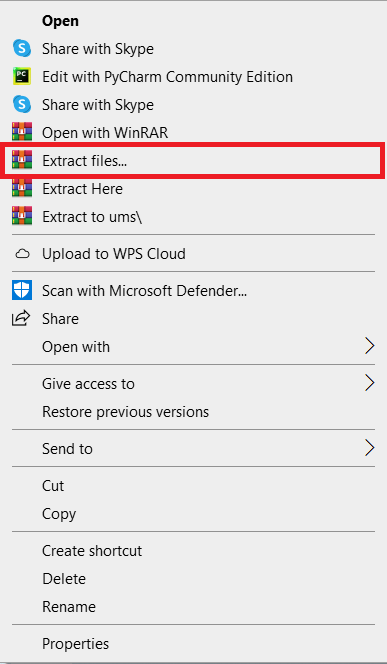 Open
Share with Skype
Edit with PyCharm Community Edition
Share with Skype
Open with WinRAR
Extract files...
Extract Here
Extract to ums\
Upload to WPS Cloud
Scan with Microsoft Defender...
Share
Open with
Give access to
Restore previous versions
Send to
Cut
Copy
Create shortcut
Delete
Rename
Properties